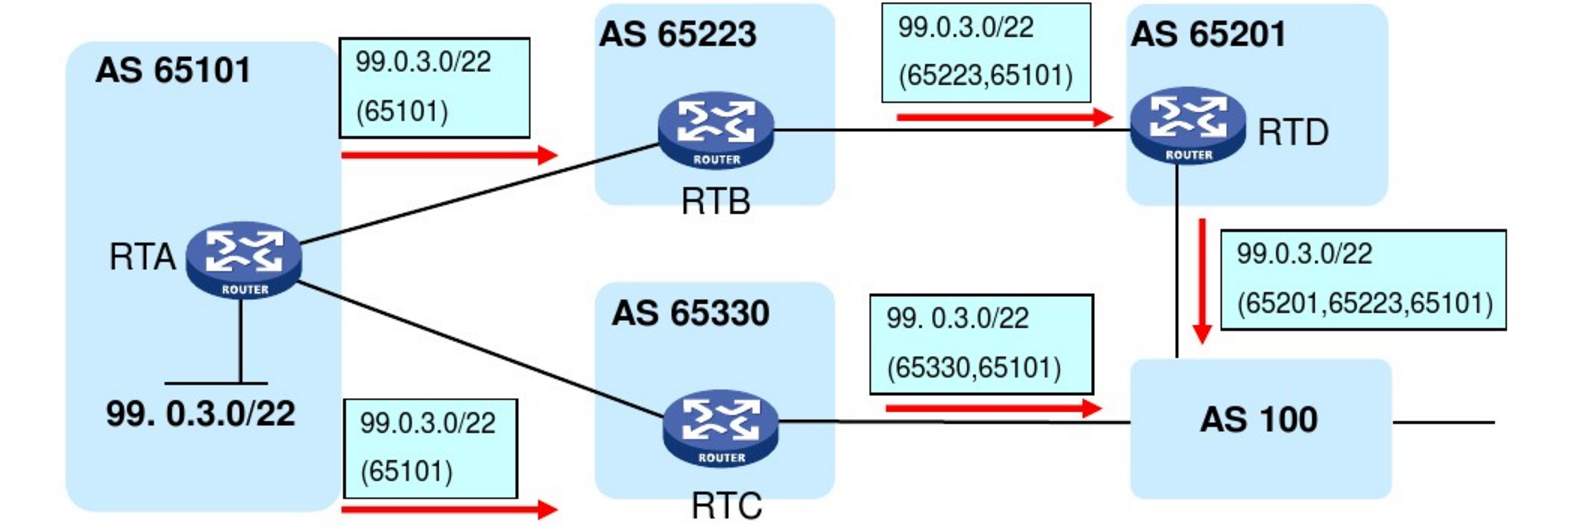 AS 65101
99.0.3.0/22
(65101)
AS 65223
99.0.3.0/22
(65223,65101)
AS 65201
ROUTER
RTB
ROUTER
RTD
RTA
ROUTER
99. 0.3.0/22
99.0.3.0/22
(65101)
AS 65330
ROUTER
RTC
99. 0.3.0/22
(65330,65101)
99.0.3.0/22
(65201,65223,65101)
AS 100